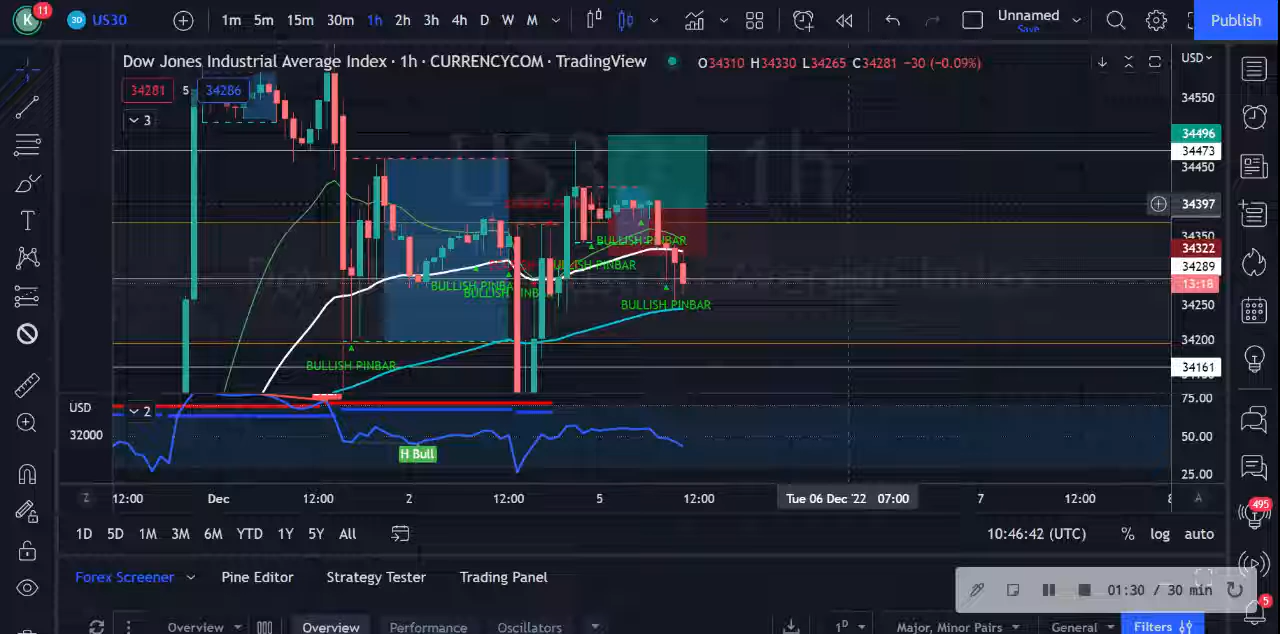 K 11 30 US30 1m 5m 15m 30m 1h 2h 3h 4h D W M Unnamed Save Publish
Dow Jones Industrial Average Index · 1h · CURRENCYCOM · TradingView O34310 H34330 L34265 C34281 −30 (−0.09%) USD
34281 5 34286
3
US30 1h
34550
34496
34473
34450
34397
34350
34322
34289
13:18
34250
34200
34161
BULLISH PINBAR
BULLISH PINBAR
BULLISH PINBAR
BULLISH PINBAR
USD 2
32000
H Bull
75.00
50.00
25.00
Z 12:00 Dec 12:00 2 12:00 5 12:00 Tue 06 Dec '22 07:00 7 12:00 A
1D 5D 1M 3M 6M YTD 1Y 5Y All 10:46:42 (UTC) % log auto
495
Forex Screener Pine Editor Strategy Tester Trading Panel
01:30 / 30 min
5
Overview Overview Performance Oscillators 1D Major, Minor Pairs General Filters